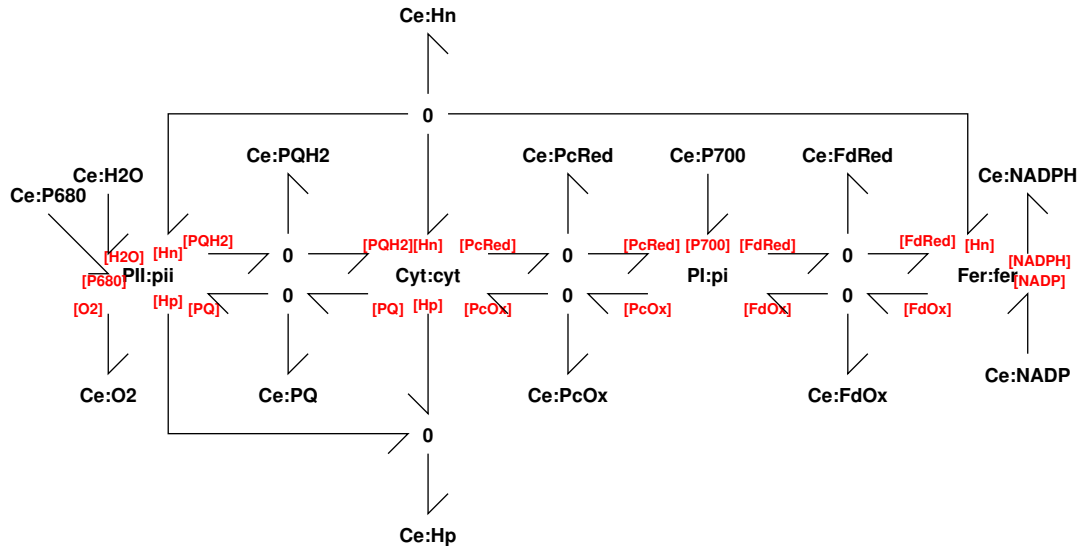 Ce:Hn
0
Ce:PQH2 Ce:PcRed Ce:P700 Ce:FdRed
Ce:H2O Ce:NADPH
Ce:P680
[PQH2] [PQH2][Hn] [PcRed] [PcRed] [P700] [FdRed] [FdRed] [Hn]
[H2O] [Hn] 0 0 0 [NADPH]
[P680] PII:pii Cyt:cyt PI:pi Fer:fer [NADP]
0 0 0
[O2] [Hp] [PQ] [PQ] [Hp] [PcOx] [PcOx] [FdOx] [FdOx]
Ce:NADP
Ce:O2 Ce:PQ Ce:PcOx Ce:FdOx
0
Ce:Hp